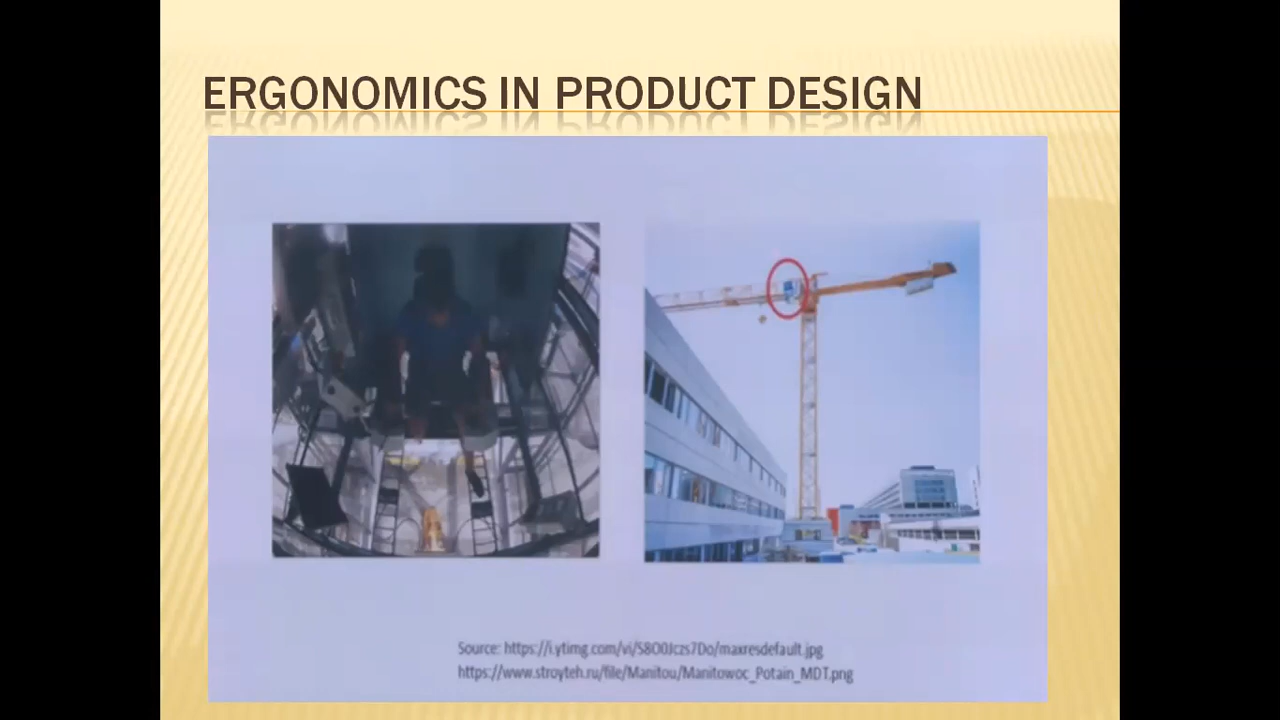 ERGONOMICS IN PRODUCT DESIGN
Source: https://i.ytimg.com/vi/S8O0Jczs7Do/maxresdefault.jpg
https://www.stroyteh.ru/file/Manitou/Manitowoc_Potain_MDT.png